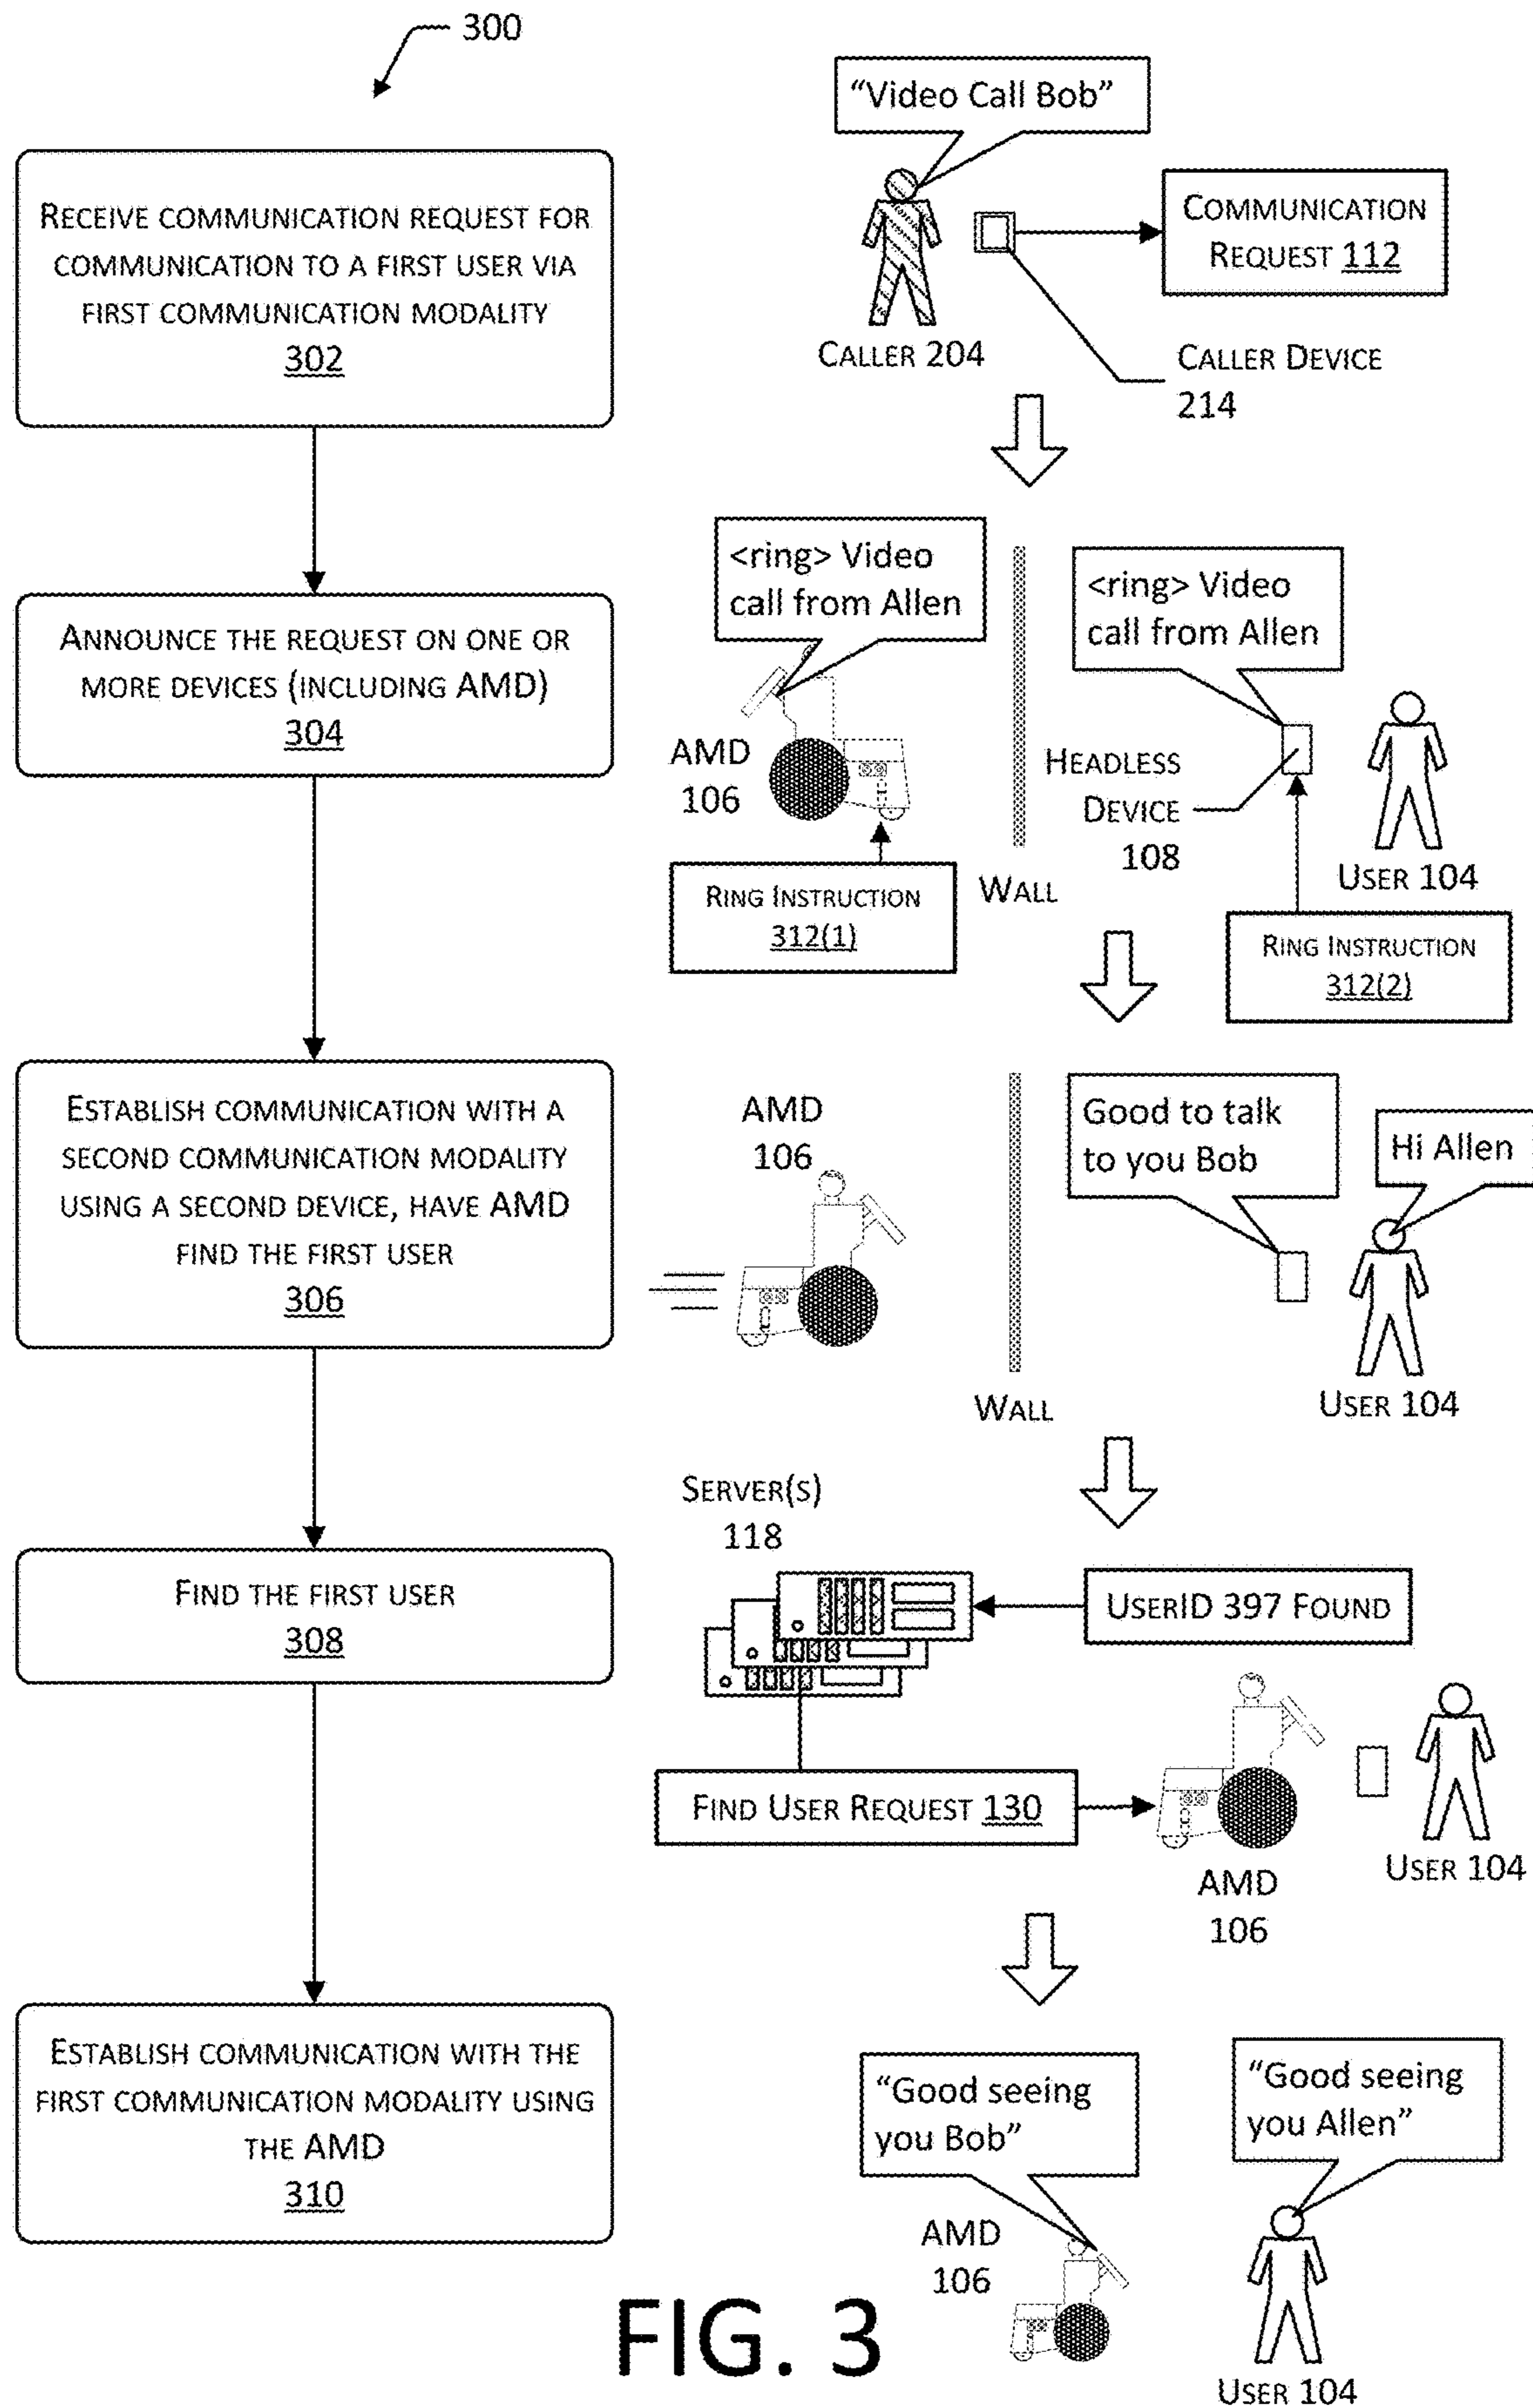 300
"Video Call Bob"
RECEIVE COMMUNICATION REQUEST FOR
COMMUNICATION TO A FIRST USER VIA
FIRST COMMUNICATION MODALITY
302
COMMUNICATION
REQUEST 112
CALLER 204
CALLER DEVICE
214
ANNOUNCE THE REQUEST ON ONE OR
MORE DEVICES (INCLUDING AMD)
304
<ring> Video
call from Allen
<ring> Video
call from Allen
AMD
106
HEADLESS
DEVICE
108
USER 104
WALL
RING INSTRUCTION
312(1)
RING INSTRUCTION
312(2)
ESTABLISH COMMUNICATION WITH A
SECOND COMMUNICATION MODALITY
USING A SECOND DEVICE, HAVE AMD
FIND THE FIRST USER
306
AMD
106
Good to talk
to you Bob
Hi Allen
WALL
USER 104
FIND THE FIRST USER
308
SERVER(S)
118
USERID 397 FOUND
FIND USER REQUEST 130
AMD
106
USER 104
ESTABLISH COMMUNICATION WITH THE
FIRST COMMUNICATION MODALITY USING
THE AMD
310
"Good seeing
you Bob"
"Good seeing
you Allen"
AMD
106
USER 104
FIG. 3